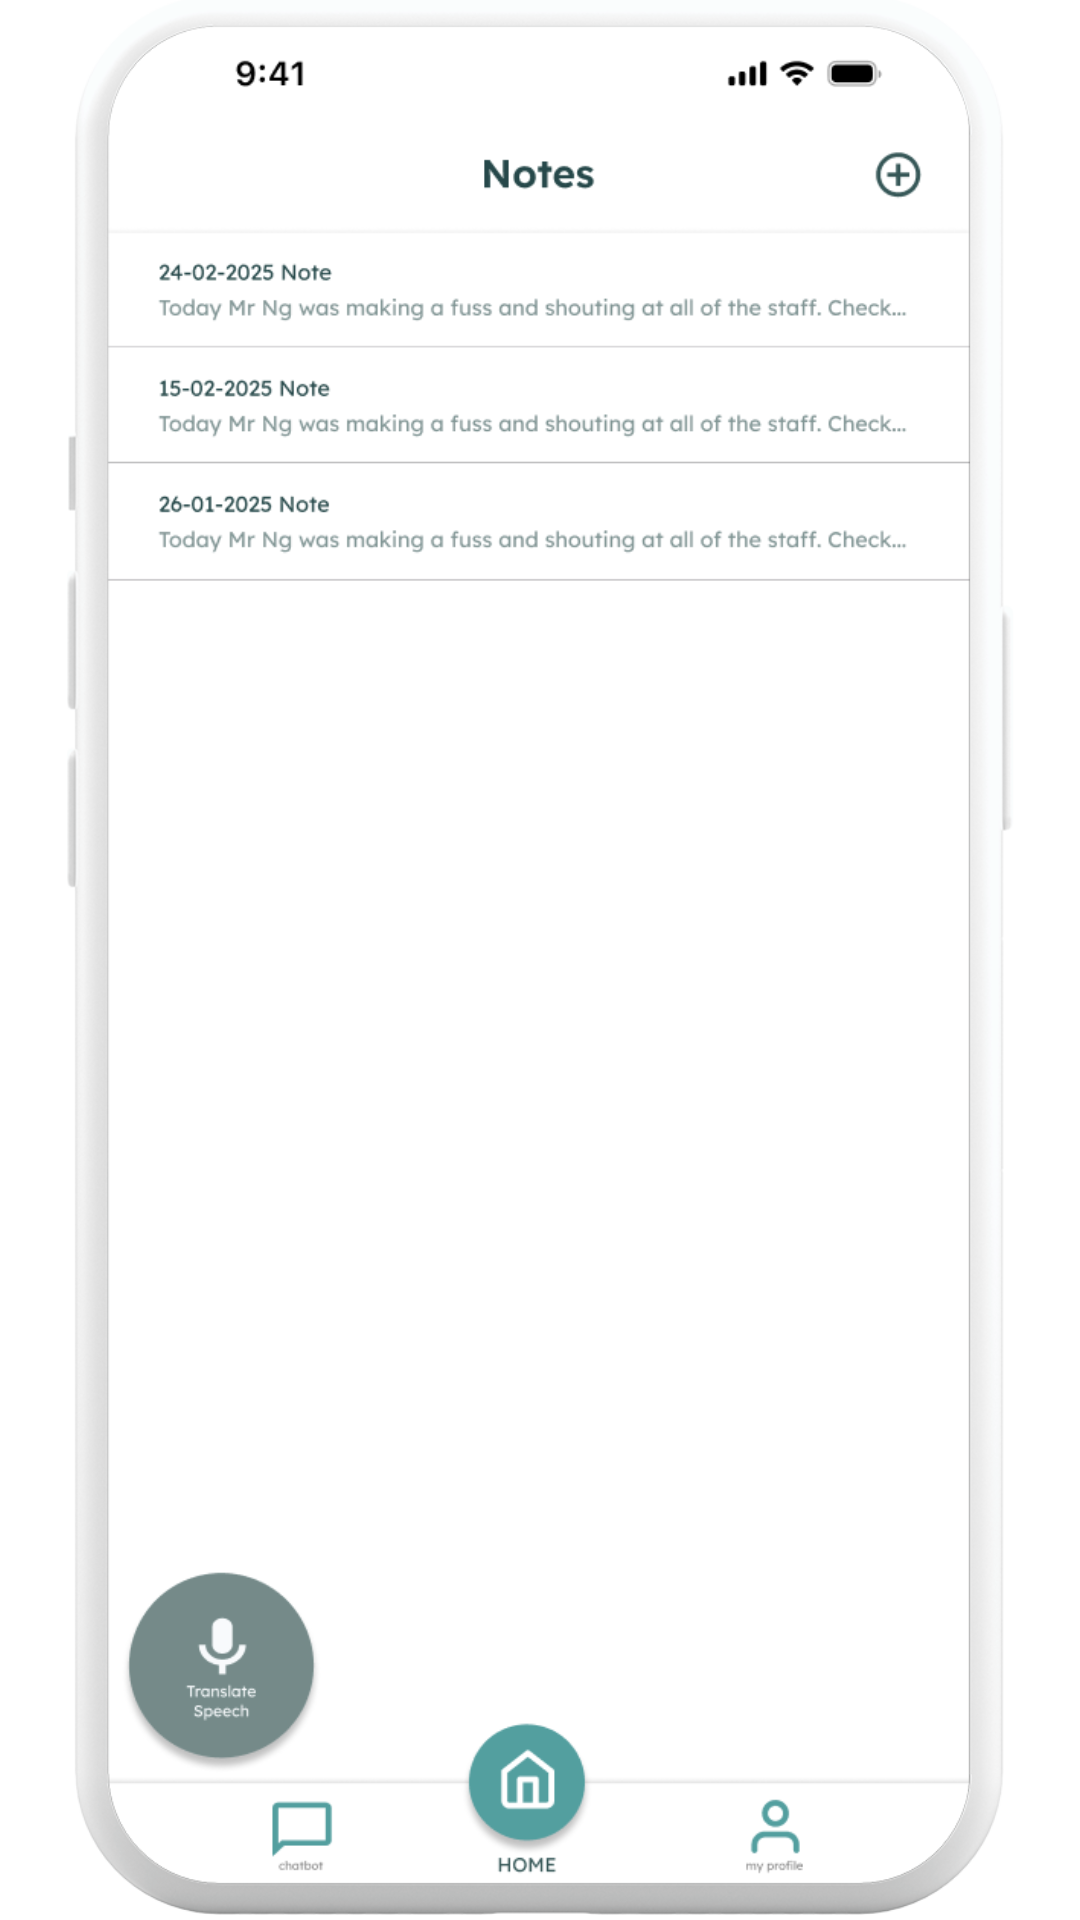 9:41
Notes
24-02-2025 Note
Today Mr Ng was making a fuss and shouting at all of the staff. Check...
15-02-2025 Note
Today Mr Ng was making a fuss and shouting at all of the staff. Check...
26-01-2025 Note
Today Mr Ng was making a fuss and shouting at all of the staff. Check...
Translate
Speech
chatbot
HOME
my profile